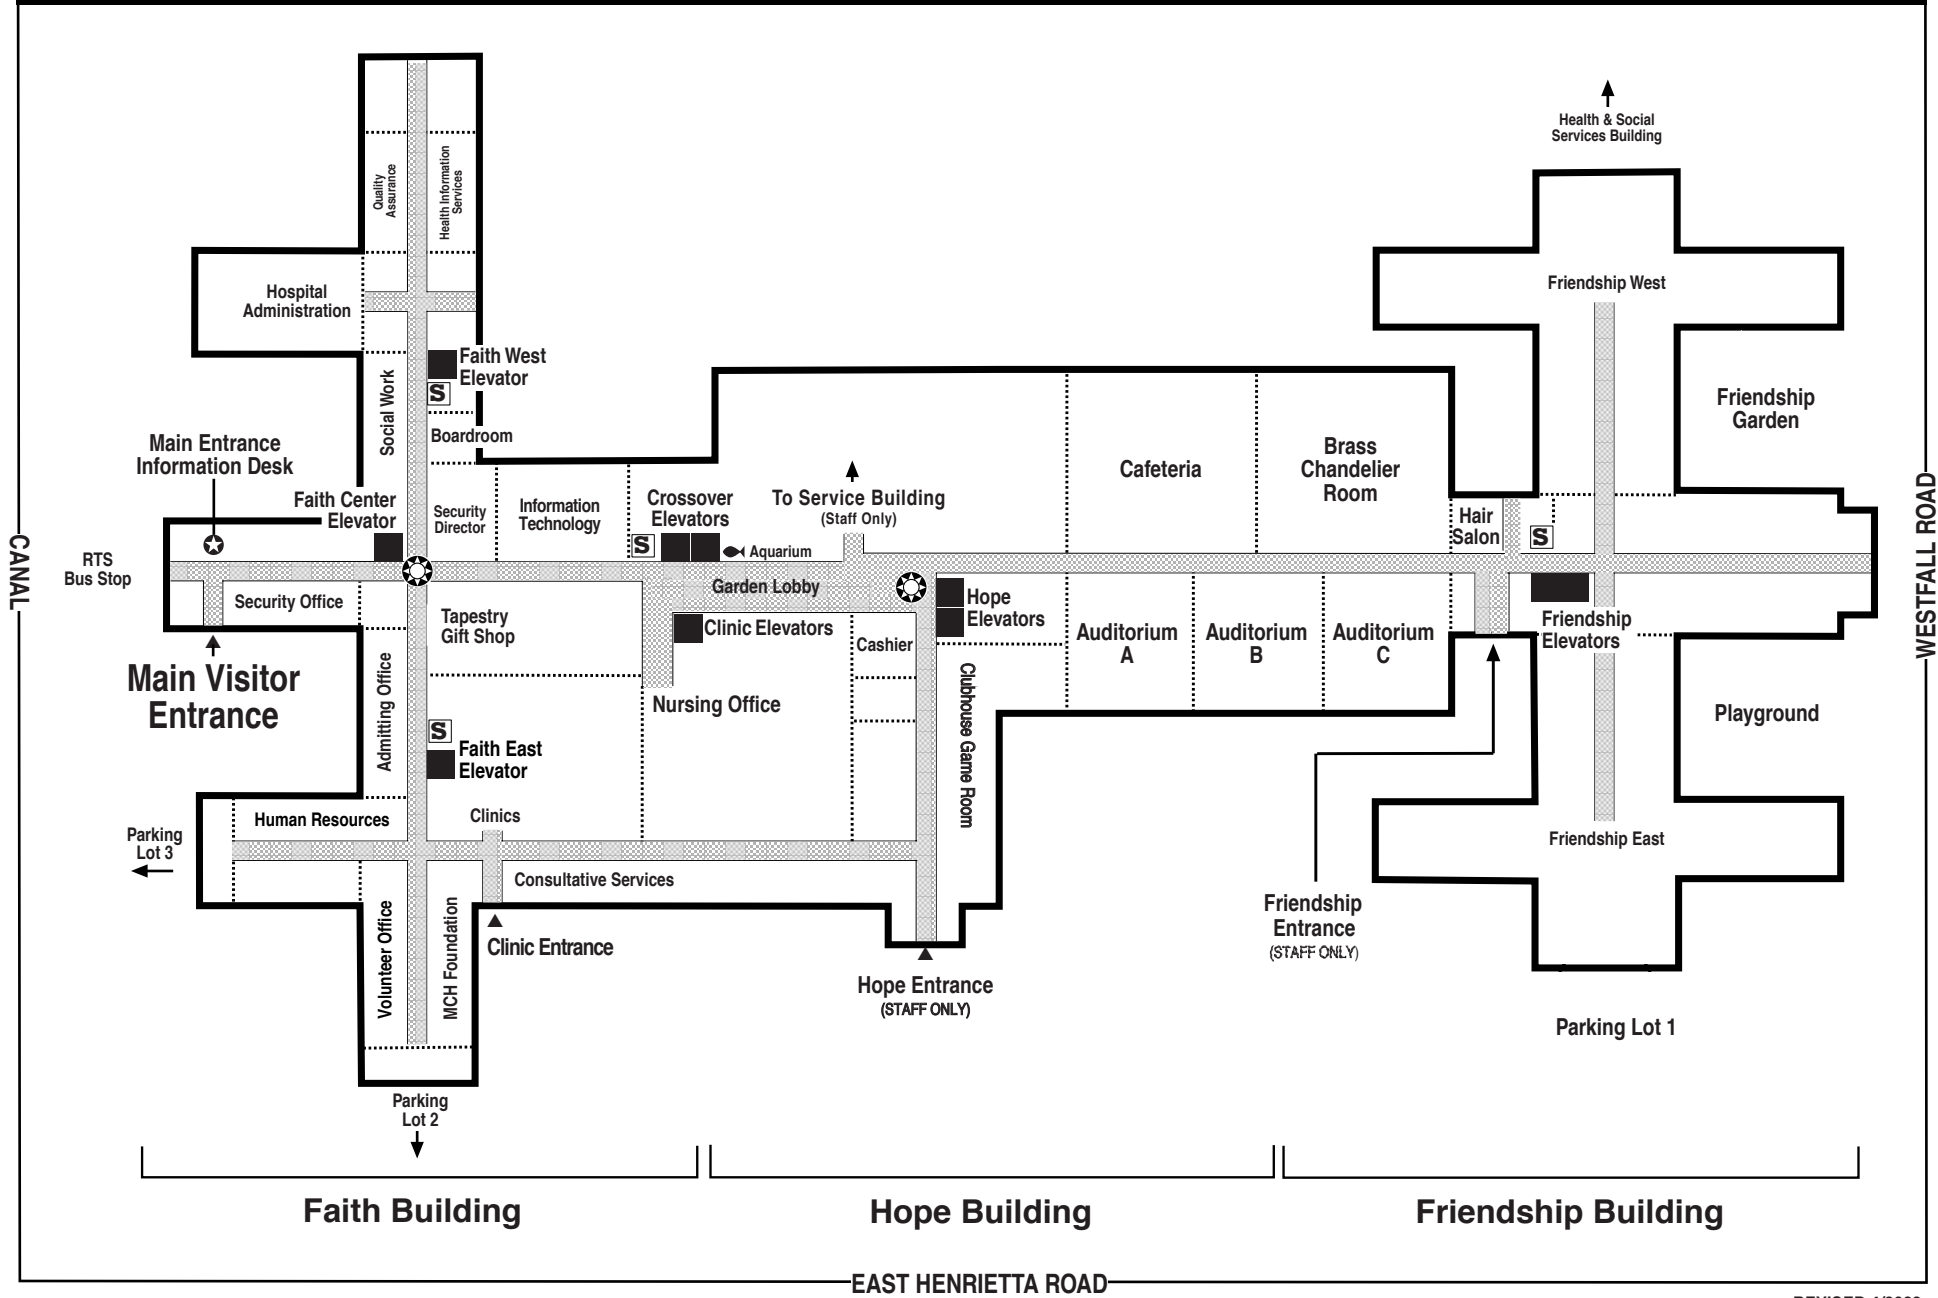 Health & Social
Services Building
Quality
Assurance
Health Information
Services
Hospital
Administration
Friendship West
Faith West
Elevator
S
Social Work
Boardroom
Friendship
Garden
Main Entrance
Information Desk
Faith Center
Elevator
Security
Director
Information
Technology
Crossover
Elevators
S
Aquarium
To Service Building
(Staff Only)
Cafeteria
Brass
Chandelier
Room
Hair
Salon
S
CANAL
RTS
Bus Stop
WESTFALL ROAD
Security Office
Garden Lobby
Tapestry
Gift Shop
Clinic Elevators
Cashier
Hope
Elevators
Auditorium
A
Auditorium
B
Auditorium
C
Friendship
Elevators
Main Visitor
Entrance
Admitting Office
Nursing Office
Clubhouse Game Room
Playground
S
Faith East
Elevator
Clinics
Human Resources
Parking
Lot 3
Friendship East
Consultative Services
Volunteer Office
MCH Foundation
Clinic Entrance
Friendship
Entrance
(STAFF ONLY)
Hope Entrance
(STAFF ONLY)
Parking Lot 1
Parking
Lot 2
Faith Building
Hope Building
Friendship Building
EAST HENRIETTA ROAD